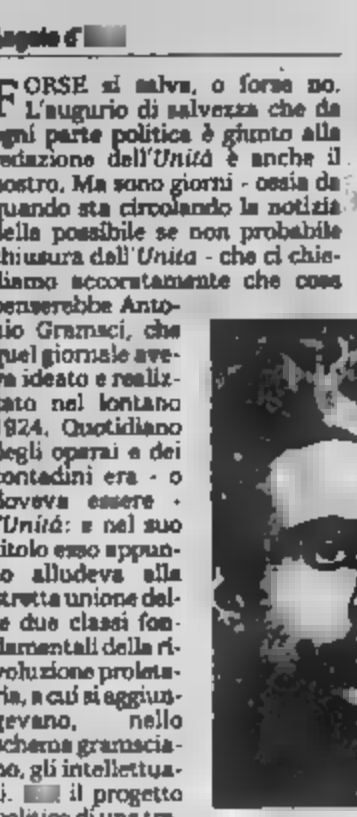 Angelo d'
FORSE si salva, o forse no.
L'augurio di salvezza che da
ogni parte politica è giunto alla
redazione dell'Unità è anche il
nostro. Ma sono giorni - ossia da
quando sta circolando la notizia
della possibile se non probabile
chiusura dell'Unità - che ci chie-
diamo accoratamente che cosa
penserebbe Anto-
nio Gramsci, che
quel giornale ave-
va ideato e realiz-
zato nel lontano
1924. Quotidiano
degli operai e dei
contadini era - o
doveva essere -
l'Unità: e nel suo
titolo esso appun-
to alludeva alla
stretta unione del-
le due classi fon-
damentali della ri-
voluzione proleta-
ria, a cui si aggiun-
gevano, nello
schema gramscia-
no, gli intellettua-
li. il progetto
politico di una